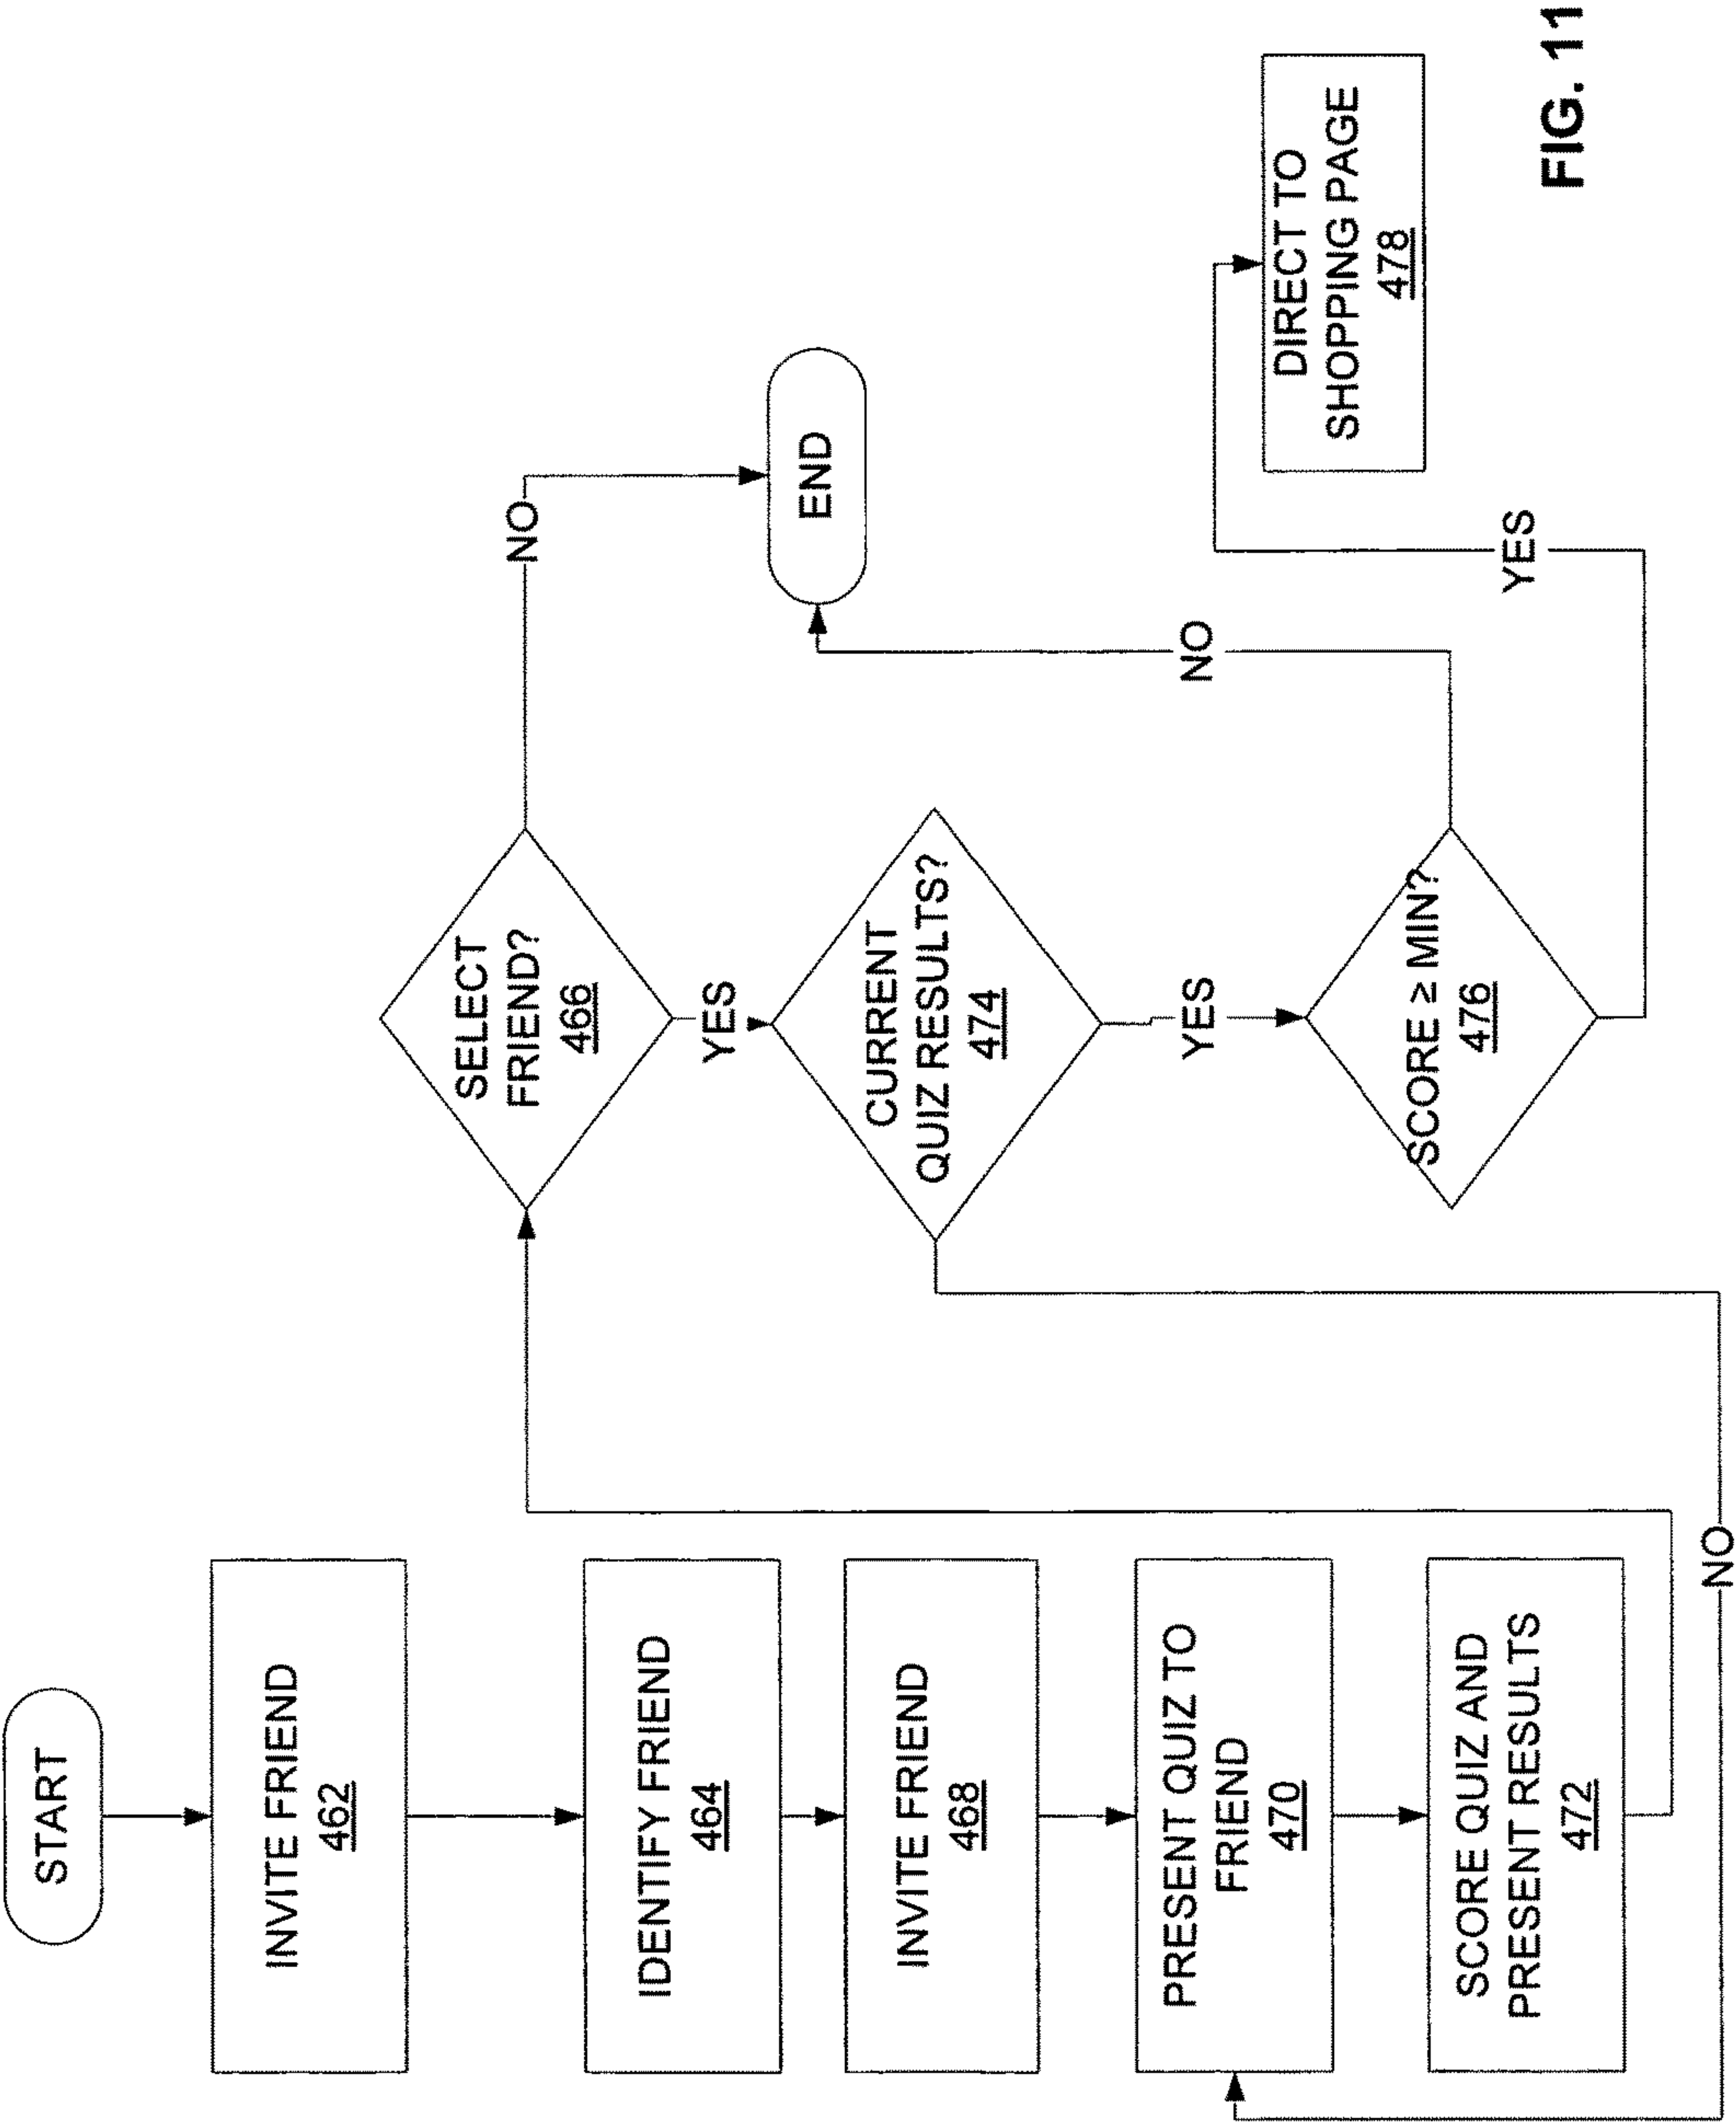 START
INVITE FRIEND
462
IDENTIFY FRIEND
464
INVITE FRIEND
468
PRESENT QUIZ TO
FRIEND
470
SCORE QUIZ AND
PRESENT RESULTS
472
NO
SELECT
FRIEND?
466
YES
CURRENT
QUIZ RESULTS?
474
YES
SCORE ≥ MIN?
476
NO
END
NO
YES
DIRECT TO
SHOPPING PAGE
478
FIG. 11